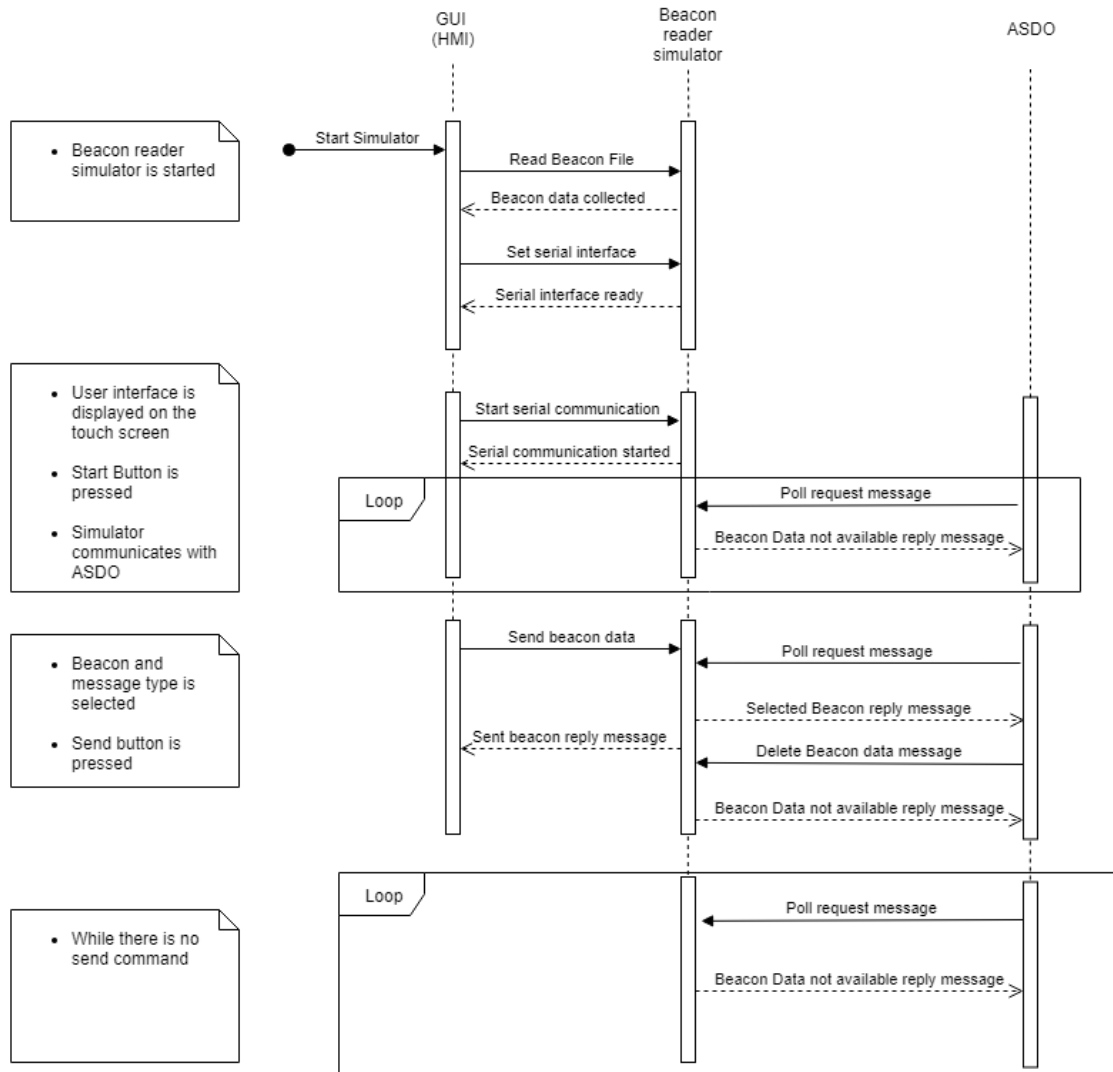 GUI
(HMI)
Beacon
reader
simulator
ASDO
Beacon reader
simulator is started
Start Simulator
Read Beacon File
Beacon data collected
Set serial interface
Serial interface ready
User interface is
displayed on the
touch screen
Start Button is
pressed
Simulator
communicates with
ASDO
Start serial communication
Serial communication started
Loop
Poll request message
Beacon Data not available reply message
Beacon and
message type is
selected
Send button is
pressed
Send beacon data
Poll request message
Selected Beacon reply message
Sent beacon reply message
Delete Beacon data message
Beacon Data not available reply message
Loop
While there is no
send command
Poll request message
Beacon Data not available reply message